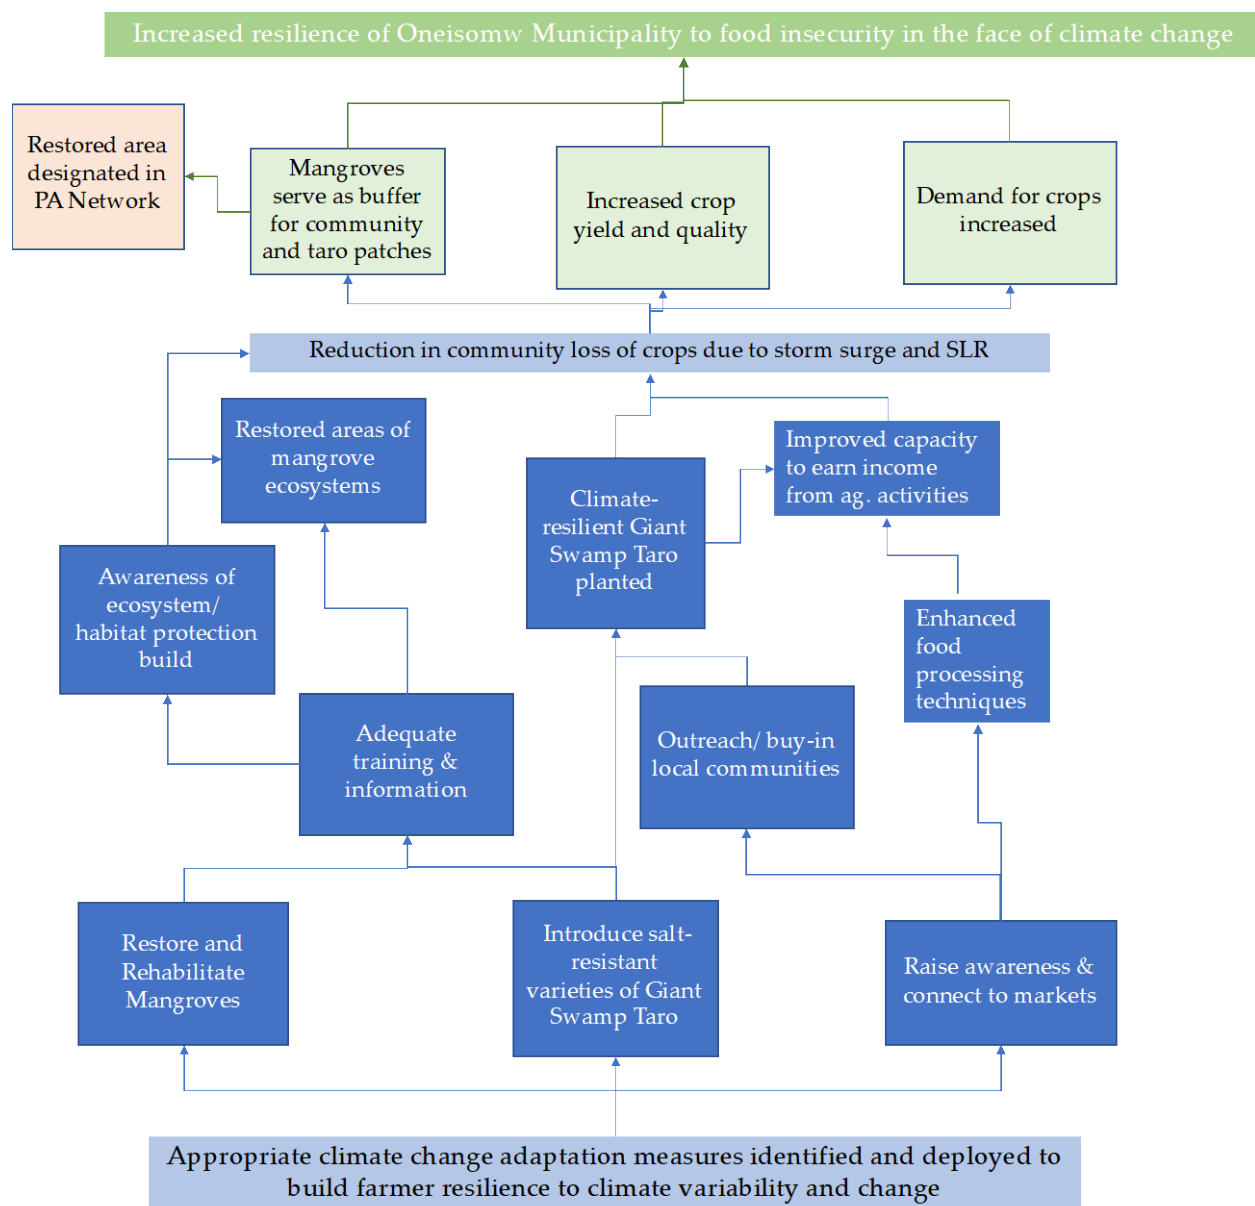 Increased resilience of Oneisomw Municipality to food insecurity in the face of climate change
Restored area
designated in
PA Network
Mangroves
serve as buffer
for community
and taro patches
Increased crop
yield and quality
Demand for crops
increased
Reduction in community loss of crops due to storm surge and SLR
Restored areas of
mangrove
ecosystems
Improved capacity
to earn income
from ag. activities
Climate-
resilient Giant
Swamp Taro
planted
Awareness of
ecosystem/
habitat protection
build
Enhanced
food
processing
techniques
Adequate
training &
information
Outreach/ buy-in
local communities
Restore and
Rehabilitate
Mangroves
Introduce salt-
resistant
varieties of Giant
Swamp Taro
Raise awareness &
connect to markets
Appropriate climate change adaptation measures identified and deployed to
build farmer resilience to climate variability and change